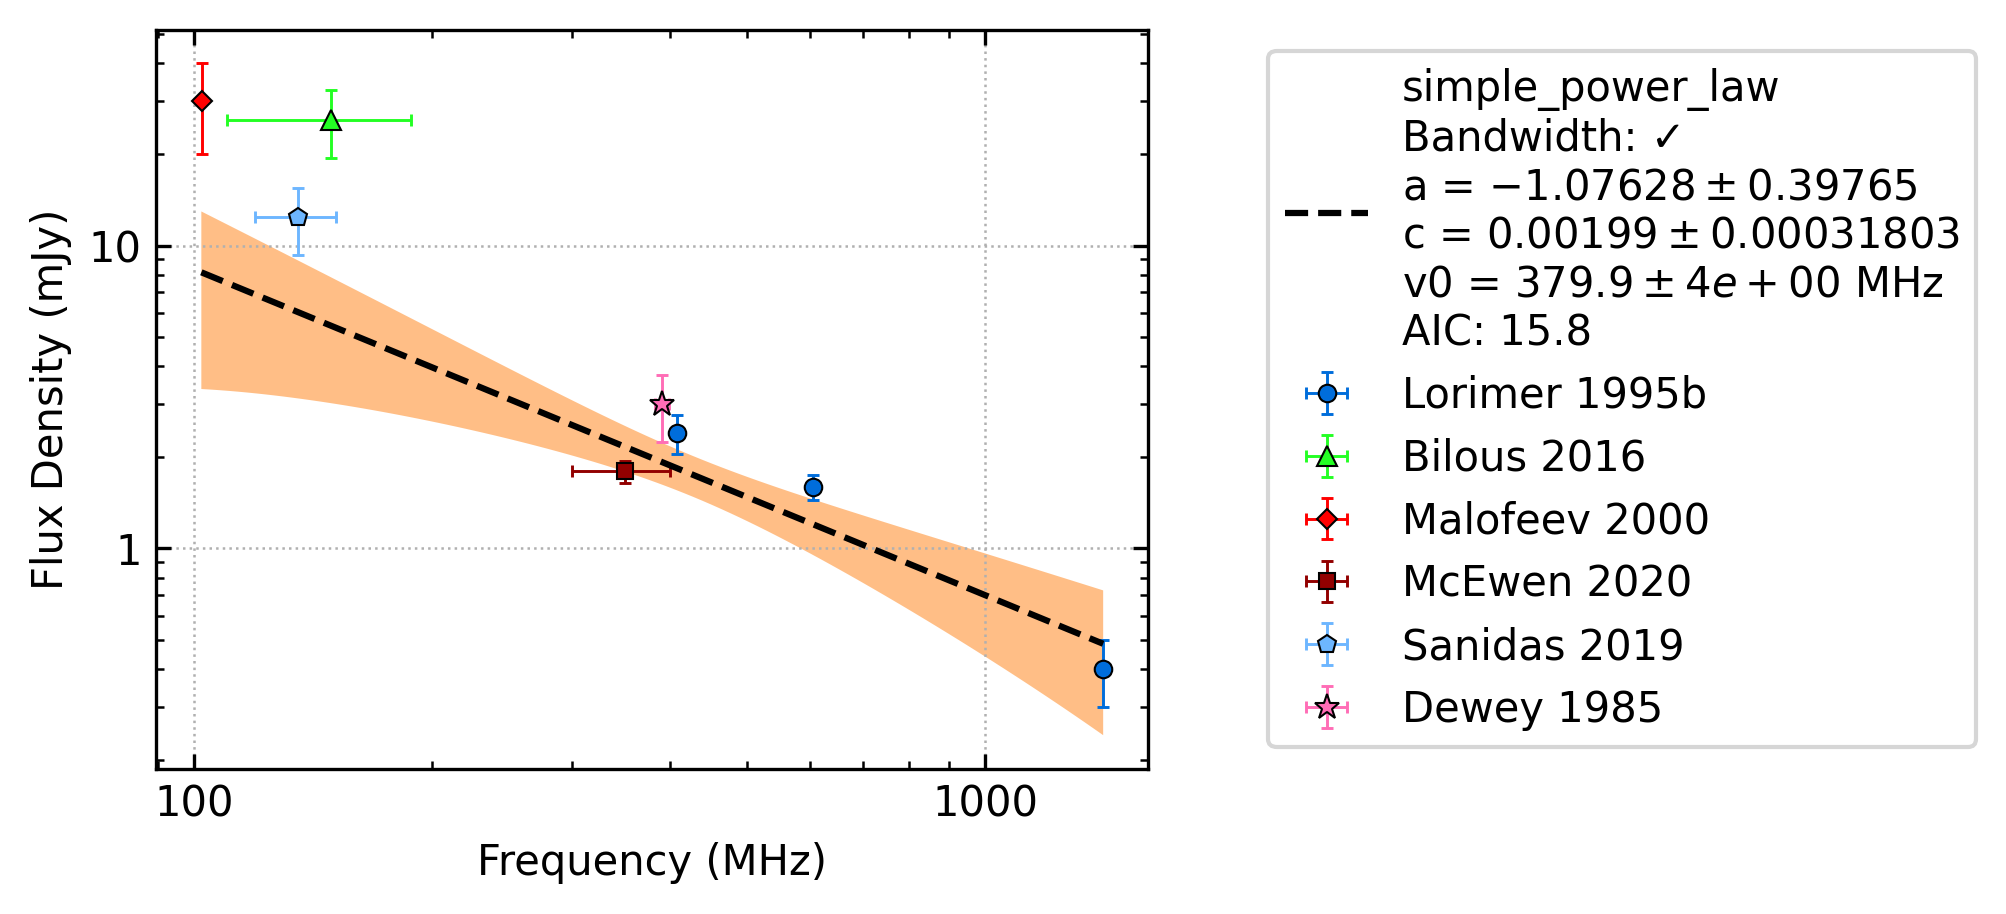 10
1
Flux Density (mJy)
100
1000
Frequency (MHz)
simple_power_law
Bandwidth: ✓
a = −1.07628 ± 0.39765
c = 0.00199 ± 0.00031803
v0 = 379.9 ± 4e + 00 MHz
AIC: 15.8
Lorimer 1995b
Bilous 2016
Malofeev 2000
McEwen 2020
Sanidas 2019
Dewey 1985